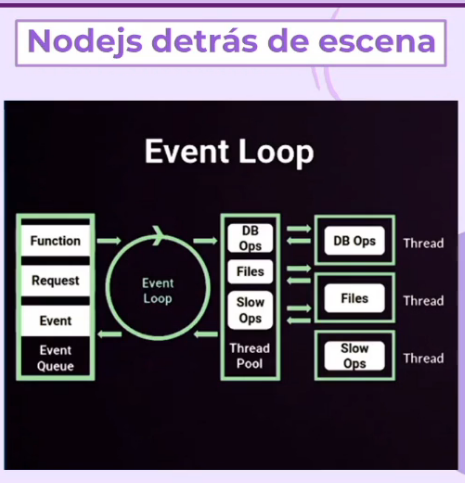 Nodejs detrás de escena
Event Loop
Function
Request
Event
Event
Queue
Event
Loop
DB
Ops
Files
Slow
Ops
Thread
Pool
DB Ops
Thread
Files
Thread
Slow
Ops
Thread